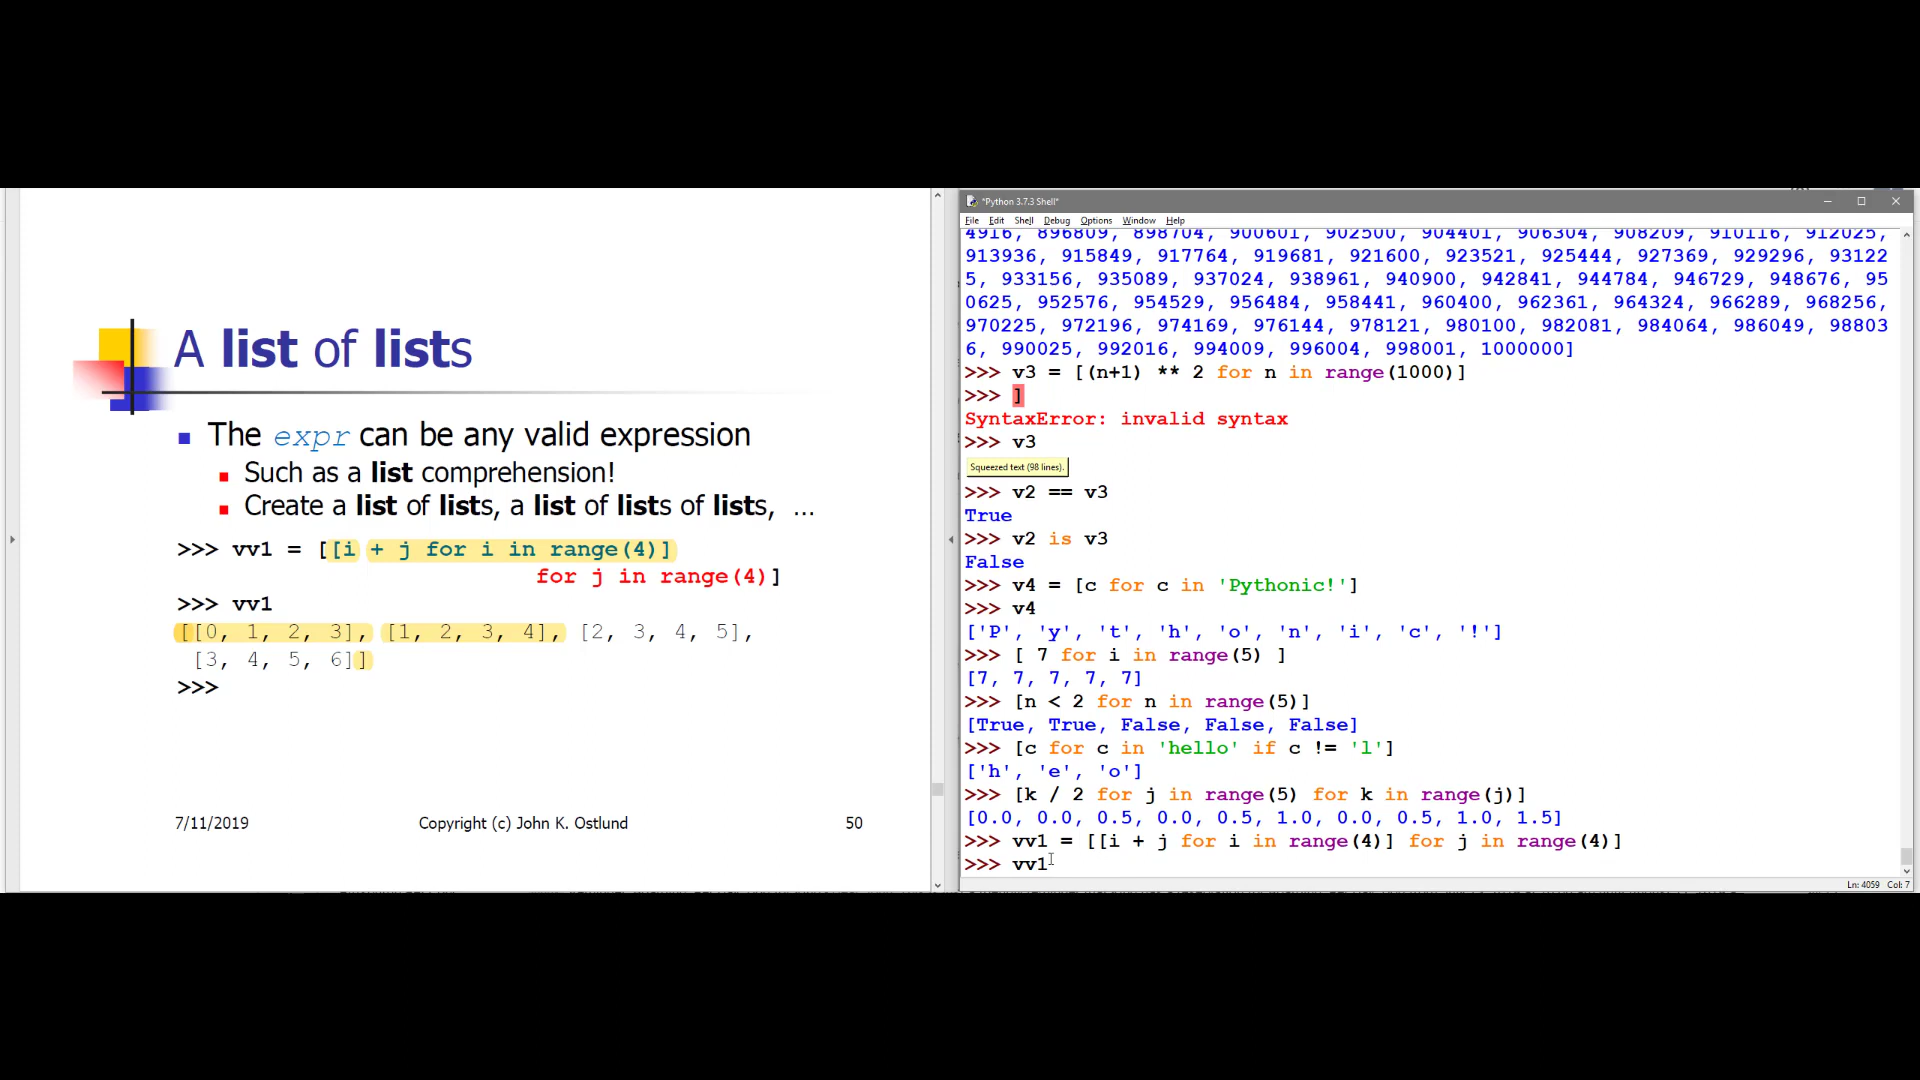 A list of lists
The expr can be any valid expression
Such as a list comprehension!
Create a list of lists, a list of lists of lists, ...
>>> vv1 = [[i + j for i in range(4)]
for j in range(4)]
>>> vv1
[[0, 1, 2, 3], [1, 2, 3, 4], [2, 3, 4, 5],
[3, 4, 5, 6]]
>>>
7/11/2019 Copyright (c) John K. Ostlund 50
*Python 3.7.3 Shell*
File Edit Shell Debug Options Window Help
4916, 896809, 898704, 900601, 902500, 904401, 906304, 908209, 910116, 912025,
913936, 915849, 917764, 919681, 921600, 923521, 925444, 927369, 929296, 93122
5, 933156, 935089, 937024, 938961, 940900, 942841, 944784, 946729, 948676, 95
0625, 952576, 954529, 956484, 958441, 960400, 962361, 964324, 966289, 968256,
970225, 972196, 974169, 976144, 978121, 980100, 982081, 984064, 986049, 98803
6, 990025, 992016, 994009, 996004, 998001, 1000000]
>>> v3 = [(n+1) ** 2 for n in range(1000)]
>>> ]
SyntaxError: invalid syntax
>>> v3
Squeezed text (98 lines).
>>> v2 == v3
True
>>> v2 is v3
False
>>> v4 = [c for c in 'Pythonic!']
>>> v4
['P', 'y', 't', 'h', 'o', 'n', 'i', 'c', '!']
>>> [ 7 for i in range(5) ]
[7, 7, 7, 7, 7]
>>> [n < 2 for n in range(5)]
[True, True, False, False, False]
>>> [c for c in 'hello' if c != 'l']
['h', 'e', 'o']
>>> [k / 2 for j in range(5) for k in range(j)]
[0.0, 0.0, 0.5, 0.0, 0.5, 1.0, 0.0, 0.5, 1.0, 1.5]
>>> vv1 = [[i + j for i in range(4)] for j in range(4)]
>>> vv1
Ln: 4059 Col: 7